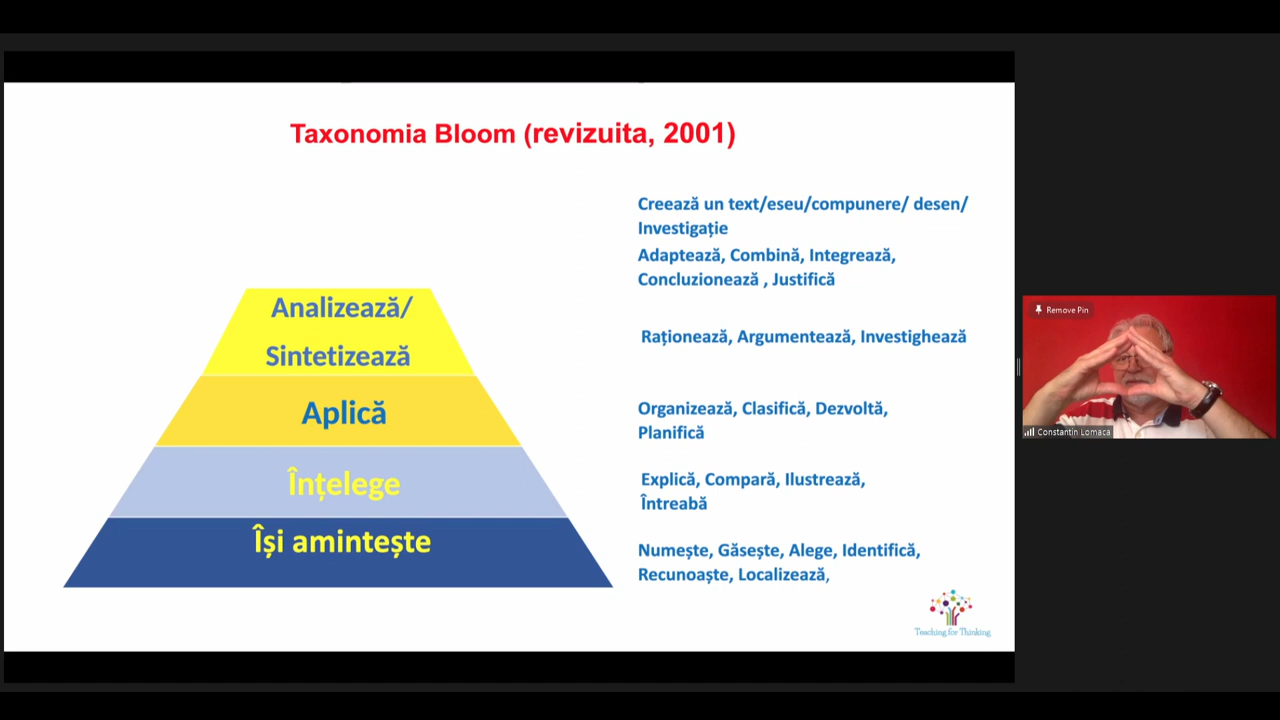 Taxonomia Bloom (revizuita, 2001)
Creează un text/eseu/compunere/ desen/
Investigație
Adaptează, Combină, Integrează,
Concluzionează , Justifică
Analizează/
Sintetizează
Raționează, Argumentează, Investighează
Aplică
Organizează, Clasifică, Dezvoltă,
Planifică
Înțelege
Explică, Compară, Ilustrează,
Întreabă
Își amintește
Numește, Găsește, Alege, Identifică,
Recunoaște, Localizează,
Teaching for Thinking
Remove Pin
Constantin Lomaca